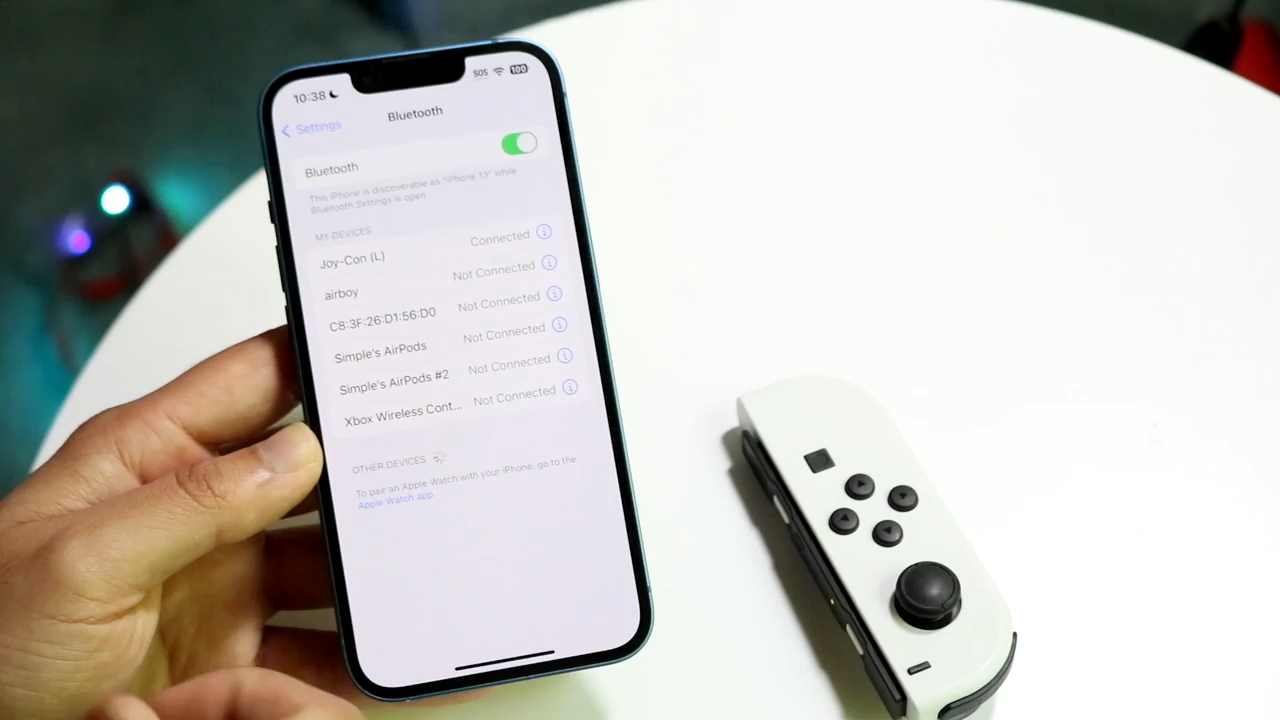 10:38 SOS 100
Settings Bluetooth
Bluetooth
This iPhone is discoverable as "iPhone 13" while
Bluetooth Settings is open.
MY DEVICES
Joy-Con (L) Connected
airboy Not Connected
C8:3F:26:D1:56:D0 Not Connected
Simple's AirPods Not Connected
Simple's AirPods #2 Not Connected
Xbox Wireless Cont... Not Connected
OTHER DEVICES
To pair an Apple Watch with your iPhone, go to the
Apple Watch app.